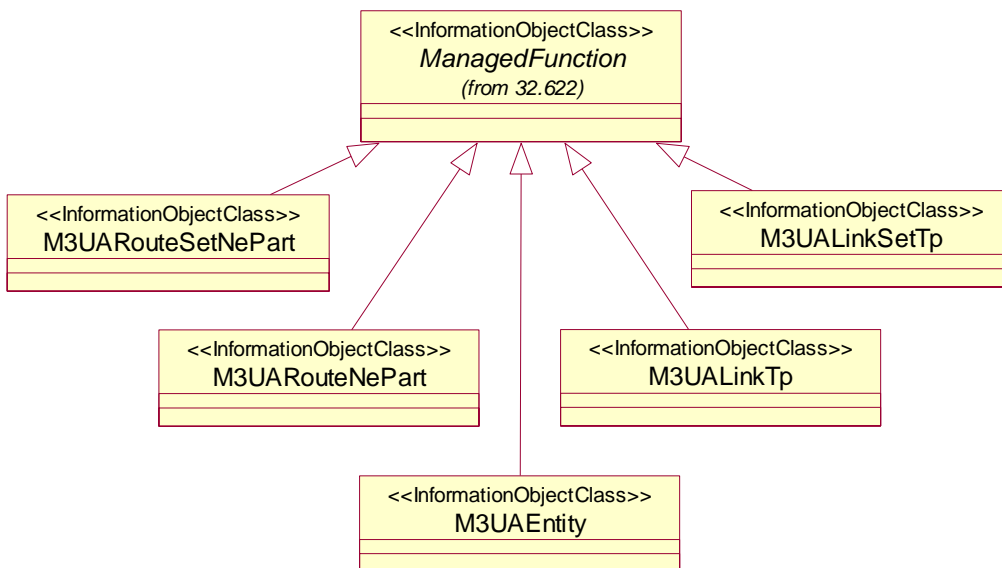 <<InformationObjectClass>>
ManagedFunction
(from 32.622)
<<InformationObjectClass>>
M3UARouteSetNePart
<<InformationObjectClass>>
M3UALinkSetTp
<<InformationObjectClass>>
M3UARouteNePart
<<InformationObjectClass>>
M3UALinkTp
<<InformationObjectClass>>
M3UAEntity